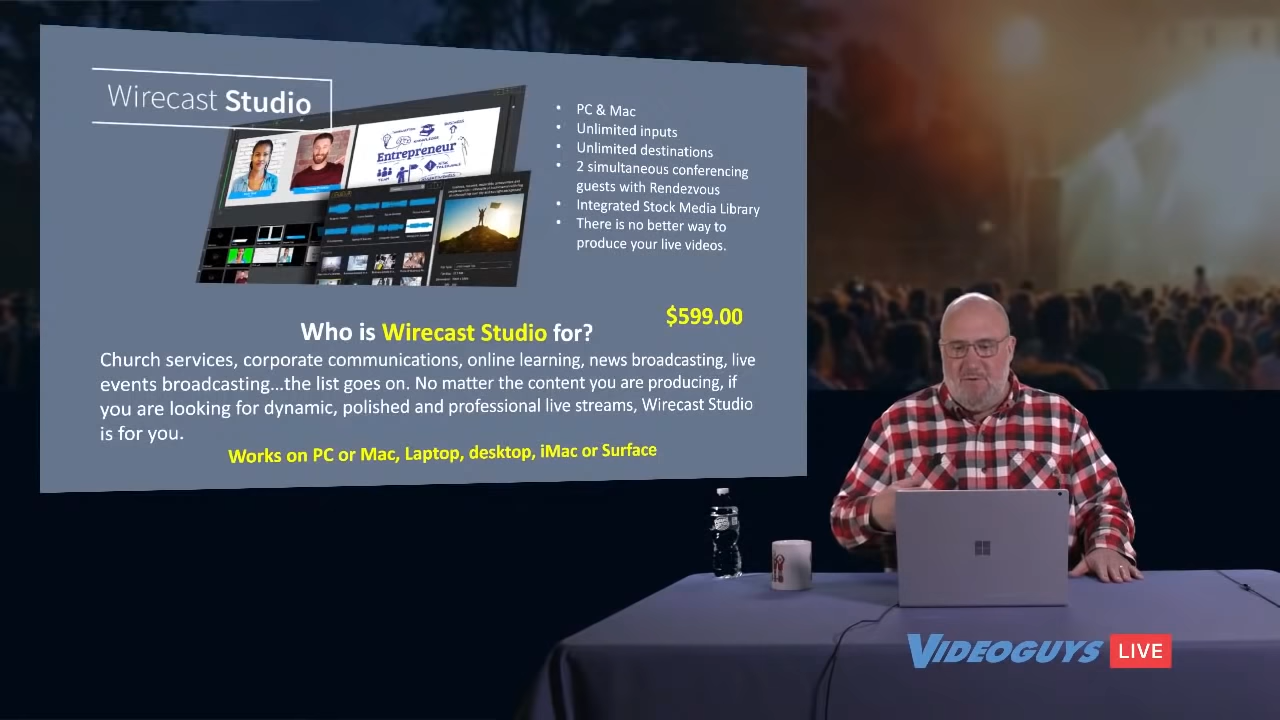 Wirecast Studio
Entrepreneur
• PC & Mac
• Unlimited inputs
• Unlimited destinations
• 2 simultaneous conferencing
guests with Rendezvous
• Integrated Stock Media Library
• There is no better way to
produce your live videos.
$599.00
Who is Wirecast Studio for?
Church services, corporate communications, online learning, news broadcasting, live
events broadcasting...the list goes on. No matter the content you are producing, if
you are looking for dynamic, polished and professional live streams, Wirecast Studio
is for you.
Works on PC or Mac, Laptop, desktop, iMac or Surface
VIDEOGUYS LIVE